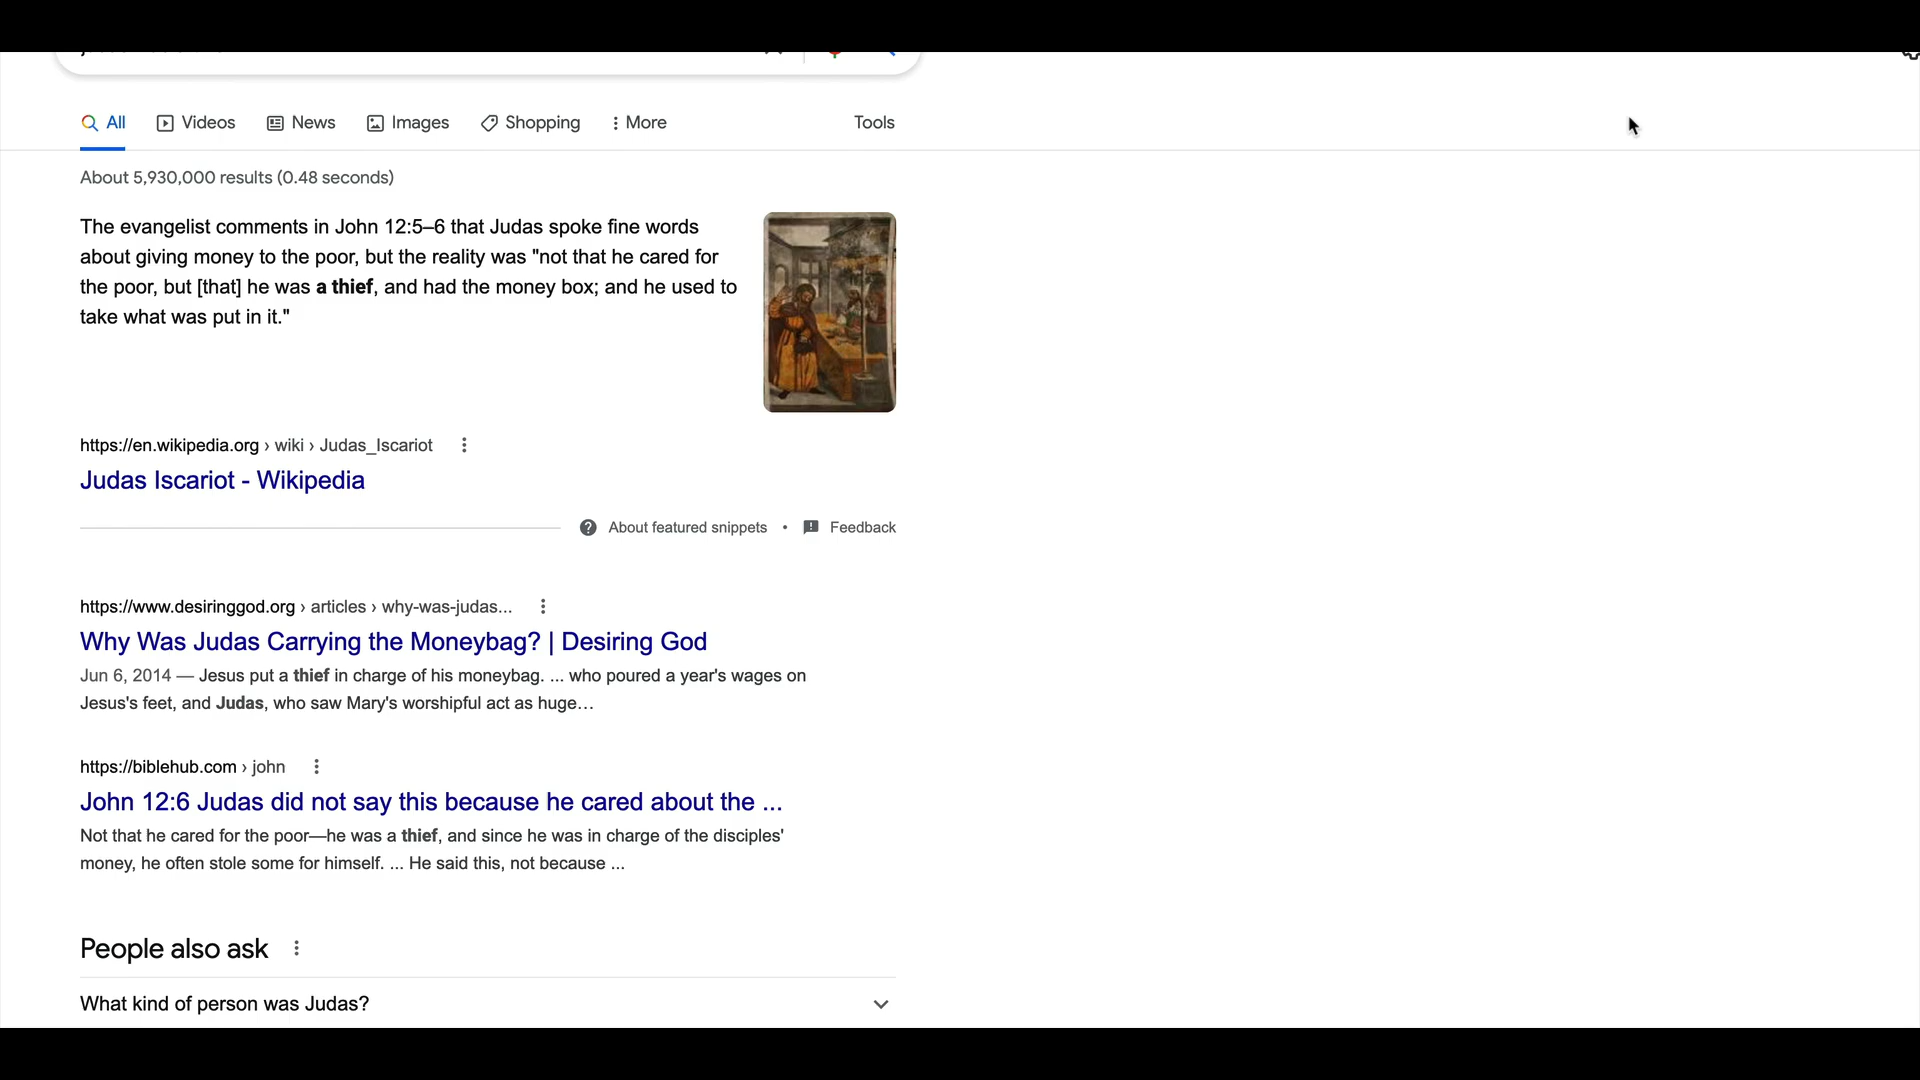 All Videos News Images Shopping More Tools
About 5,930,000 results (0.48 seconds)
The evangelist comments in John 12:5–6 that Judas spoke fine words
about giving money to the poor, but the reality was "not that he cared for
the poor, but [that] he was a thief, and had the money box; and he used to
take what was put in it."
https://en.wikipedia.org › wiki › Judas_Iscariot
Judas Iscariot - Wikipedia
About featured snippets • Feedback
https://www.desiringgod.org › articles › why-was-judas...
Why Was Judas Carrying the Moneybag? | Desiring God
Jun 6, 2014 — Jesus put a thief in charge of his moneybag. ... who poured a year's wages on
Jesus's feet, and Judas, who saw Mary's worshipful act as huge…
https://biblehub.com › john
John 12:6 Judas did not say this because he cared about the ...
Not that he cared for the poor—he was a thief, and since he was in charge of the disciples'
money, he often stole some for himself. ... He said this, not because ...
People also ask
What kind of person was Judas?